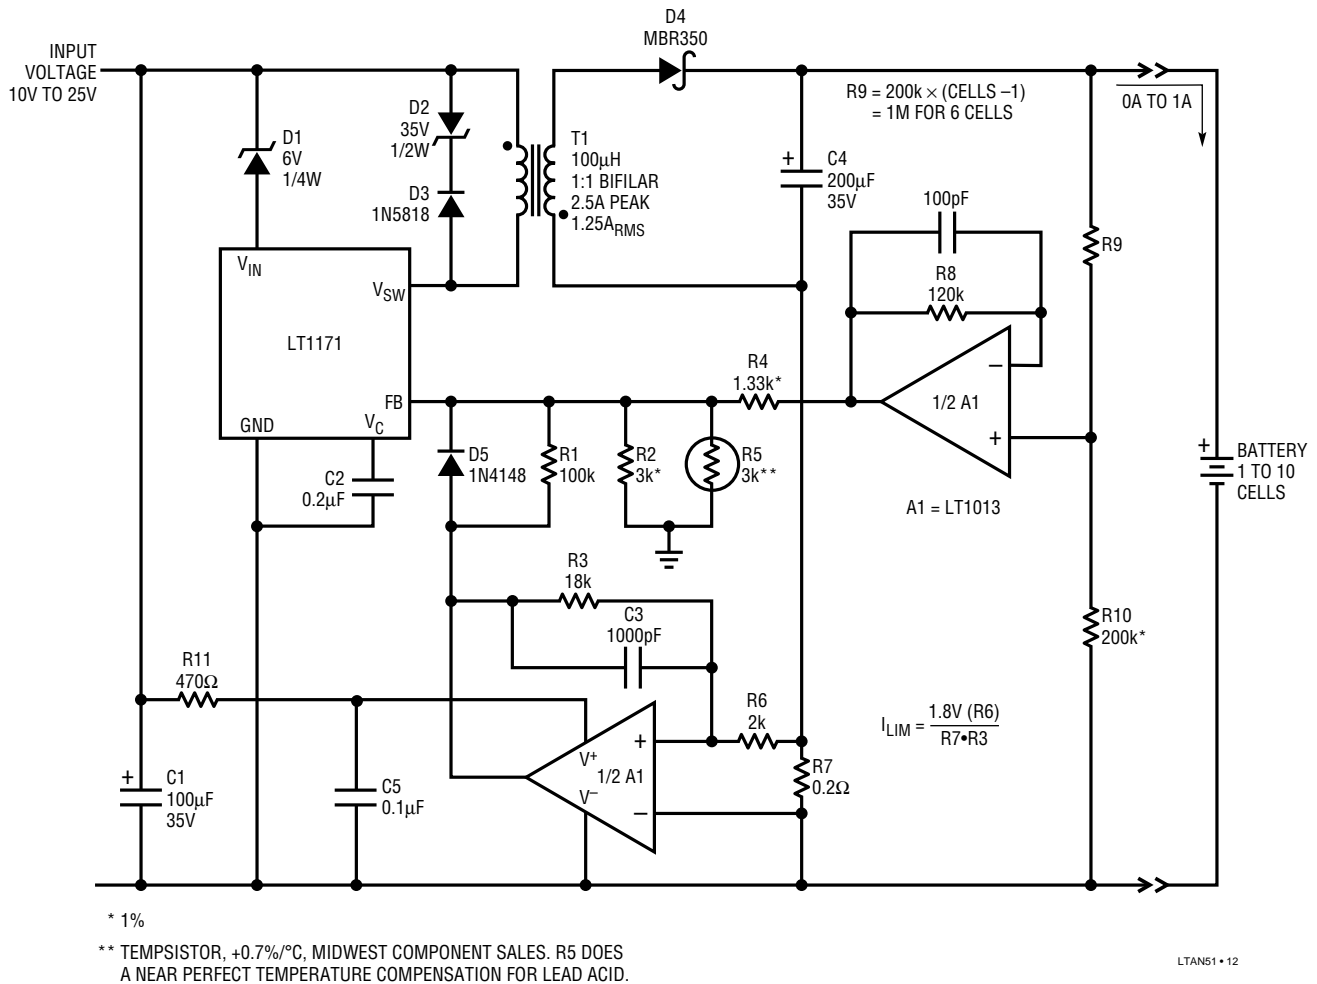 D4
MBR350
INPUT
VOLTAGE
10V TO 25V
R9 = 200k × (CELLS –1)
= 1M FOR 6 CELLS
0A TO 1A
D1
6V
1/4W
D2
35V
1/2W
D3
1N5818
T1
100µH
1:1 BIFILAR
2.5A PEAK
1.25ARMS
+
C4
200µF
35V
100pF
R9
R8
120k
VIN
VSW
LT1171
FB
GND
VC
R4
1.33k*
–
1/2 A1
+
A1 = LT1013
+
BATTERY
1 TO 10
CELLS
C2
0.2µF
D5
1N4148
R1
100k
R2
3k*
R5
3k**
R3
18k
C3
1000pF
R10
200k*
R11
470Ω
R6
2k
ILIM = 1.8V (R6)
R7•R3
+
C1
100µF
35V
C5
0.1µF
V+
1/2 A1
V–
+
–
R7
0.2Ω
* 1%
** TEMPSISTOR, +0.7%/°C, MIDWEST COMPONENT SALES. R5 DOES
A NEAR PERFECT TEMPERATURE COMPENSATION FOR LEAD ACID.
LTAN51 • 12